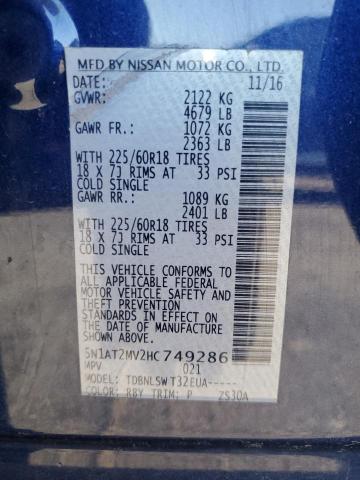 MFD.BY NISSAN MOTOR CO., LTD.
DATE: 11/16
GVWR: 2122 KG
4679 LB
GAWR FR.: 1072 KG
2363 LB
WITH 225/60R18 TIRES
18 X 7J RIMS AT 33 PSI
COLD SINGLE
GAWR RR.: 1089 KG
2401 LB
WITH 225/60R18 TIRES
18 X 7J RIMS AT 33 PSI
COLD SINGLE
THIS VEHICLE CONFORMS TO
ALL APPLICABLE FEDERAL
MOTOR VEHICLE SAFETY AND
THEFT PREVENTION
STANDARDS IN EFFECT ON
THE DATE OF MANUFACTURE
SHOWN ABOVE.
5N1AT2MV2HC749286
MPV 021
MODEL: TDBNLSW T32EUA-----
COLOR: RBY TRIM: P ZS30A